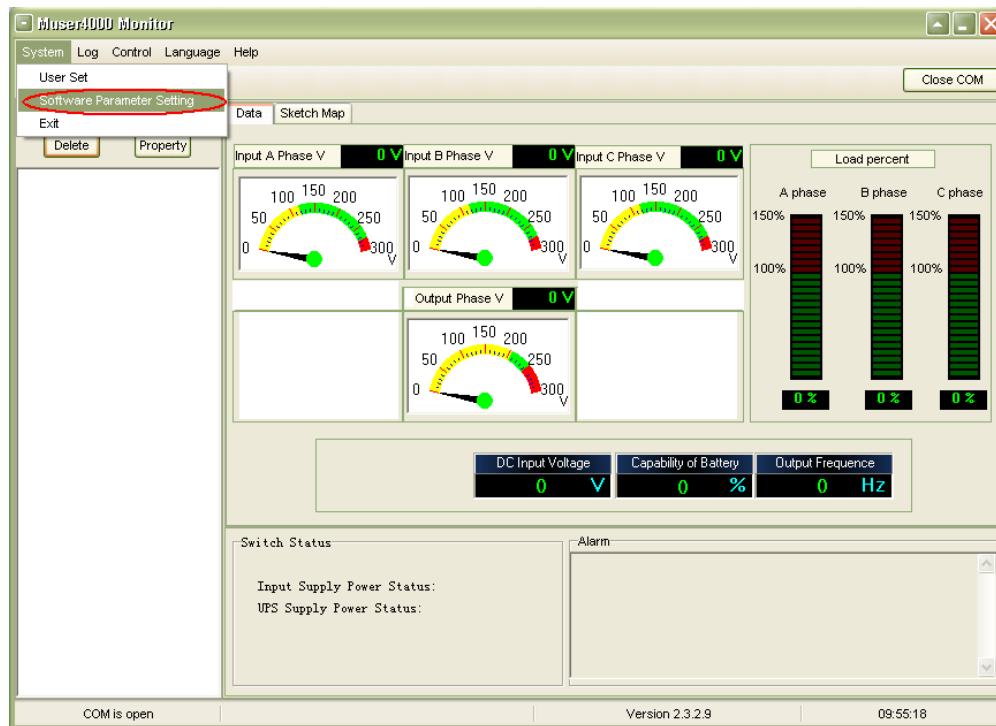 Muser4000 Monitor
System Log Control Language Help
User Set
Software Parameter Setting
Exit
Close COM
Delete Property
Data Sketch Map
Input A Phase V 0 V Input B Phase V 0 V Input C Phase V 0 V
0 50 100 150 200 250 300 V
0 50 100 150 200 250 300 V
0 50 100 150 200 250 300 V
Output Phase V 0 V
0 50 100 150 200 250 300 V
Load percent
A phase B phase C phase
150% 150% 150%
100% 100% 100%
0 % 0 % 0 %
DC Input Voltage Capability of Battery Output Frequence
0 V 0 % 0 Hz
Switch Status
Input Supply Power Status:
UPS Supply Power Status:
Alarm
COM is open Version 2.3.2.9 09:55:18